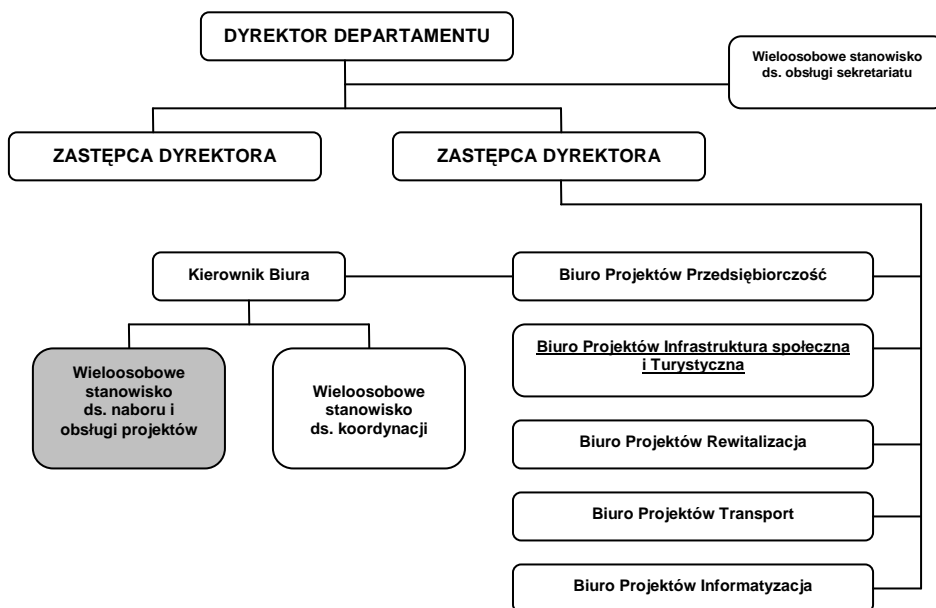 DYREKTOR DEPARTAMENTU
Wieloosobowe stanowisko
ds. obsługi sekretariatu
ZASTĘPCA DYREKTORA
ZASTĘPCA DYREKTORA
Kierownik Biura
Biuro Projektów Przedsiębiorczość
Wieloosobowe
stanowisko
ds. naboru i
obsługi projektów
Wieloosobowe
stanowisko
ds. koordynacji
Biuro Projektów Infrastruktura społeczna
i Turystyczna
Biuro Projektów Rewitalizacja
Biuro Projektów Transport
Biuro Projektów Informatyzacja